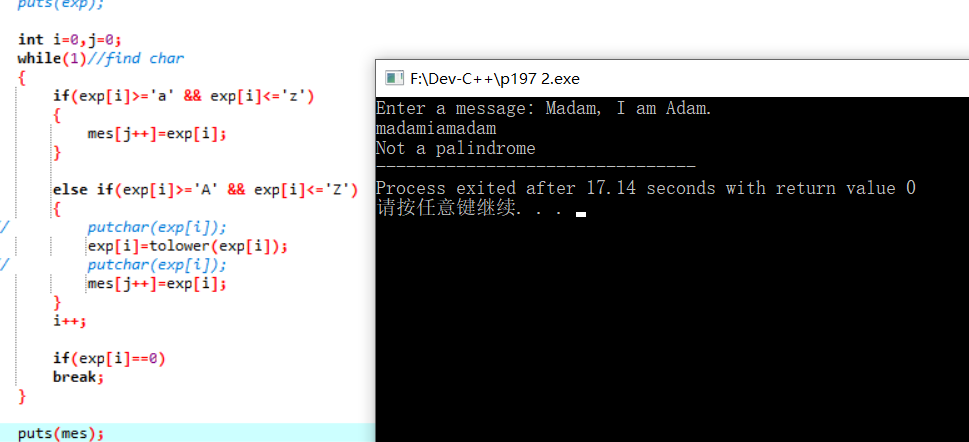 puts(exp);
int i=0,j=0;
while(1)//find char
{
if(exp[i]>='a' && exp[i]<='z')
{
mes[j++]=exp[i];
}
else if(exp[i]>='A' && exp[i]<='Z')
{
/ putchar(exp[i]);
exp[i]=tolower(exp[i]);
/ putchar(exp[i]);
mes[j++]=exp[i];
}
i++;
if(exp[i]==0)
break;
}
puts(mes);
F:\Dev-C++\p197 2.exe
Enter a message: Madam, I am Adam.
madamiamadam
Not a palindrome
--------------------------------
Process exited after 17.14 seconds with return value 0
请按任意键继续. . .